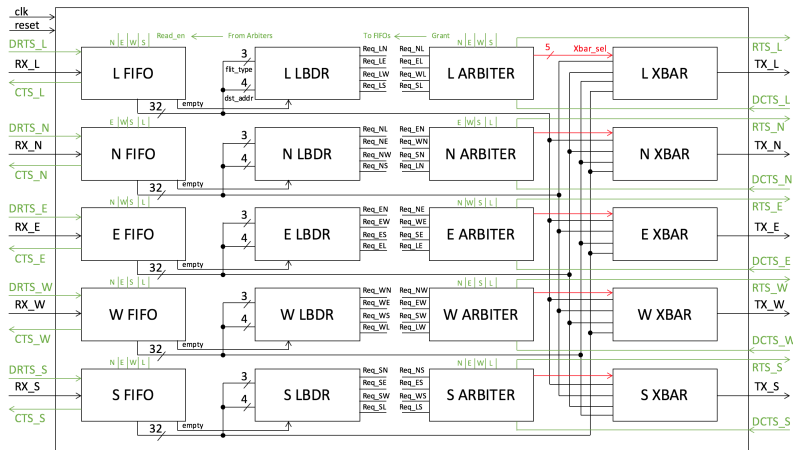 clk
reset
N E W S Read_en From Arbiters To FIFOs Grant N E W S
DRTS_L RX_L CTS_L L FIFO 32 empty 3 flit_type 4 dst_addr L LBDR Req_LN Req_LE Req_LW Req_LS Req_NL Req_EL Req_WL Req_SL L ARBITER 5 Xbar_sel L XBAR RTS_L TX_L DCTS_L
E W S L E W S L
DRTS_N RX_N CTS_N N FIFO 32 empty 3 4 N LBDR Req_NL Req_NE Req_NW Req_NS Req_EN Req_WN Req_SN Req_LN N ARBITER N XBAR RTS_N TX_N DCTS_N
N W S L N W S L
DRTS_E RX_E CTS_E E FIFO 32 empty 3 4 E LBDR Req_EN Req_EW Req_ES Req_EL Req_NE Req_WE Req_SE Req_LE E ARBITER E XBAR RTS_E TX_E DCTS_E
N E S L N E S L
DRTS_W RX_W CTS_W W FIFO 32 empty 3 4 W LBDR Req_WN Req_WE Req_WS Req_WL Req_NW Req_EW Req_SW Req_LW W ARBITER W XBAR RTS_W TX_W DCTS_W
N E W L N E W L
DRTS_S RX_S CTS_S S FIFO 32 empty 3 4 S LBDR Req_SN Req_SE Req_SW Req_SL Req_NS Req_ES Req_WS Req_LS S ARBITER S XBAR RTS_S TX_S DCTS_S